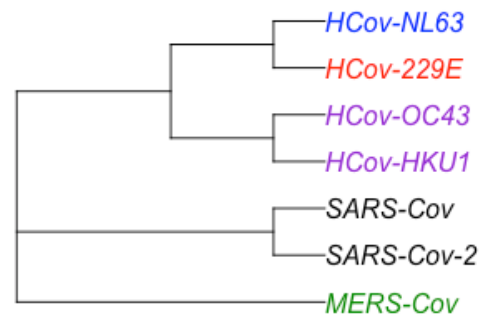 HCov-NL63
HCov-229E
HCov-OC43
HCov-HKU1
SARS-Cov
SARS-Cov-2
MERS-Cov